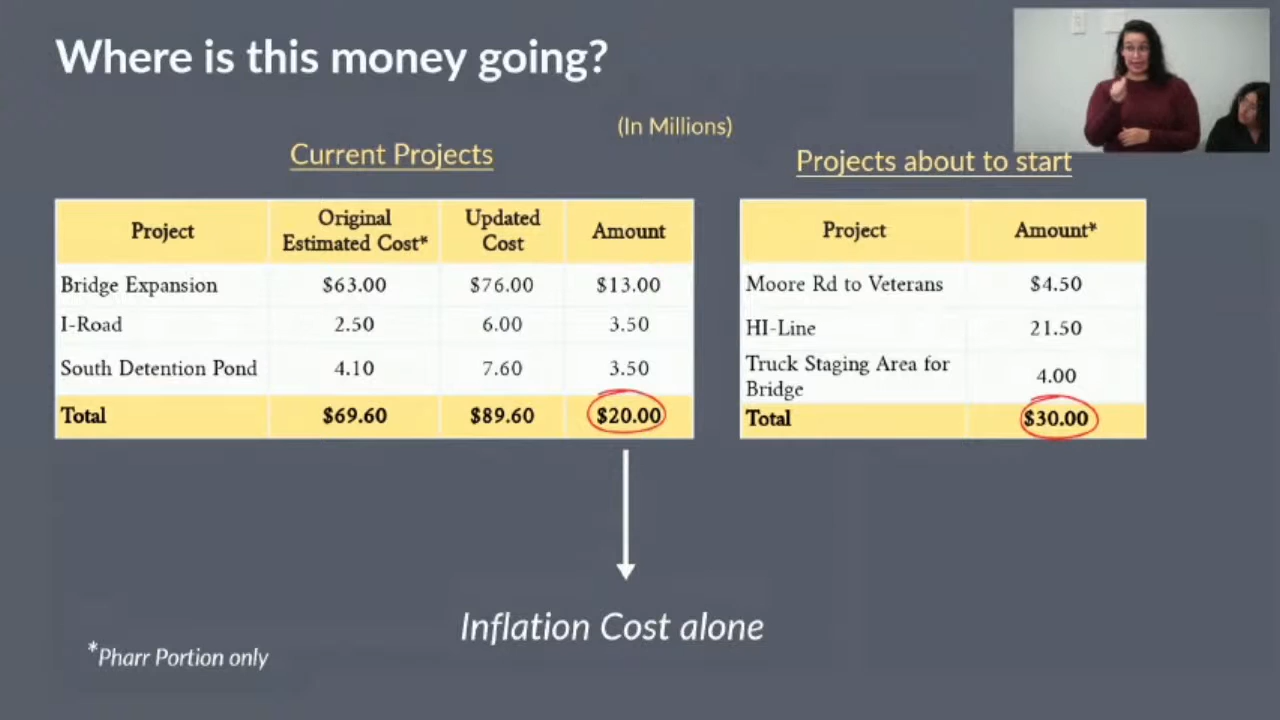 Where is this money going?
(In Millions)
Current Projects
Project Original Estimated Cost* Updated Cost Amount
Bridge Expansion $63.00 $76.00 $13.00
I-Road 2.50 6.00 3.50
South Detention Pond 4.10 7.60 3.50
Total $69.60 $89.60 $20.00
Projects about to start
Project Amount*
Moore Rd to Veterans $4.50
HI-Line 21.50
Truck Staging Area for
Bridge 4.00
Total $30.00
Inflation Cost alone
*Pharr Portion only